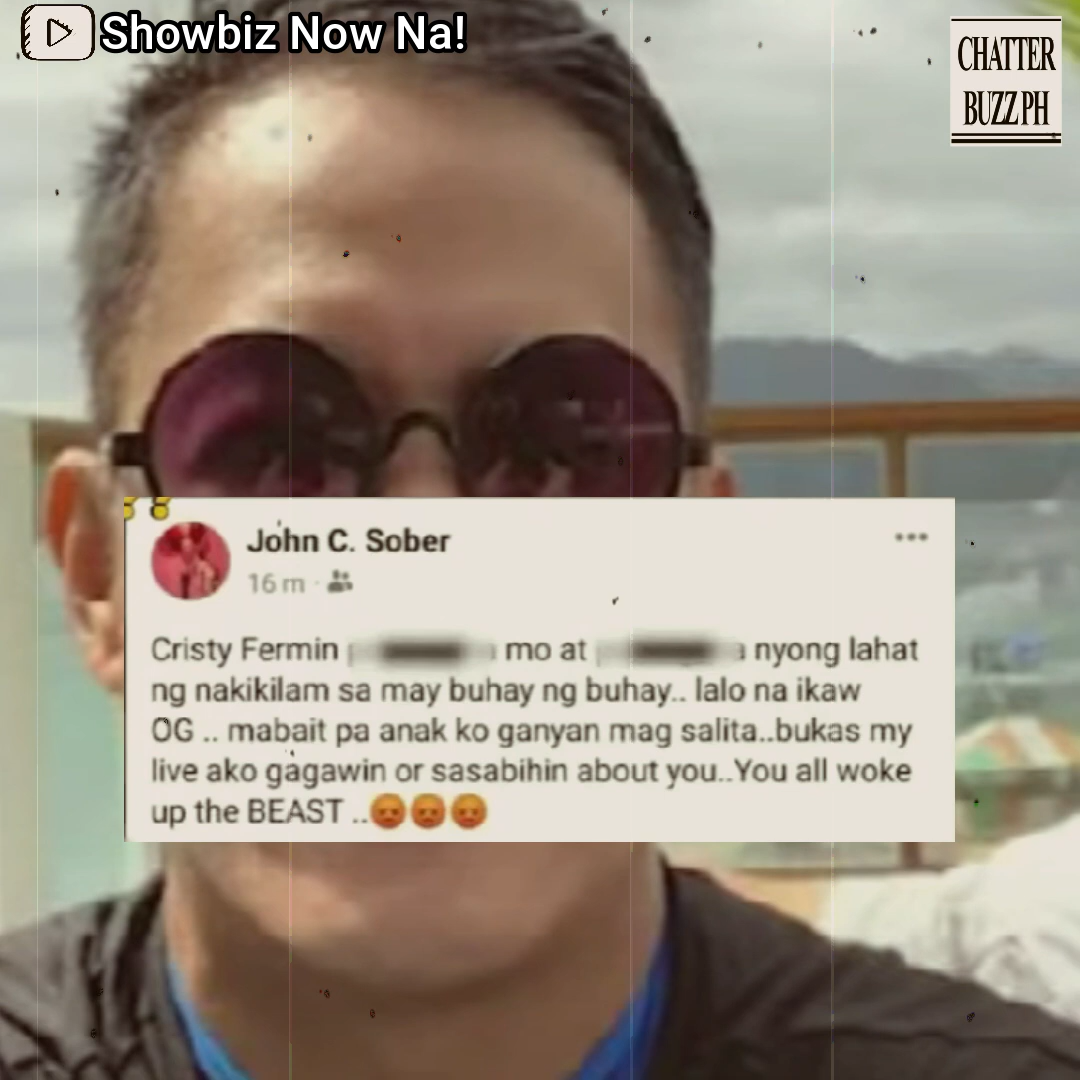 Showbiz Now Na!
CHATTER
BUZZ PH
John C. Sober
16 m
Cristy Fermin mo at nyong lahat
ng nakikilam sa may buhay ng buhay.. lalo na ikaw
OG .. mabait pa anak ko ganyan mag salita..bukas my
live ako gagawin or sasabihin about you..You all woke
up the BEAST ..😡😡😡